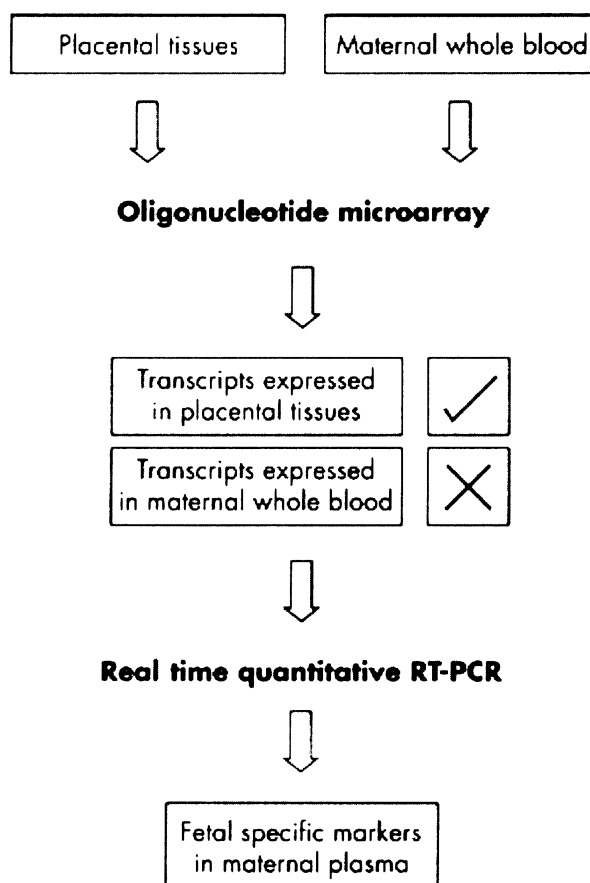 Placental tissues
Maternal whole blood
Oligonucleotide microarray
Transcripts expressed
in placental tissues
Transcripts expressed
in maternal whole blood
Real time quantitative RT-PCR
Fetal specific markers
in maternal plasma